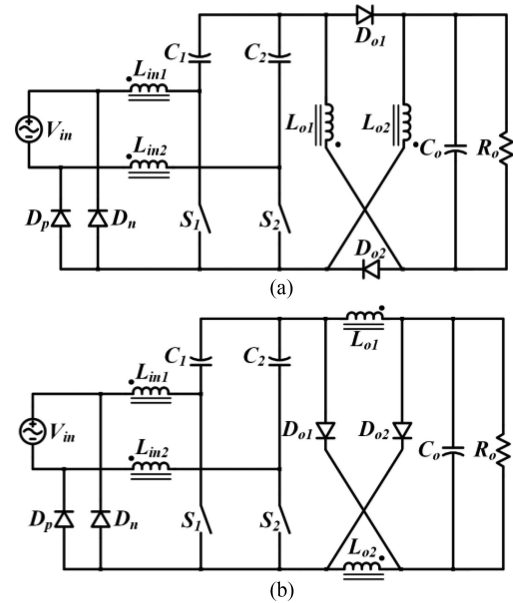 C1 C2 Do1
Lin1
Vin Lo1 Lo2 Co Ro
Lin2
Dp Dn S1 S2
Do2
(a)
Lo1
C1 C2
Lin1
Vin Do1 Do2 Co Ro
Lin2
Dp Dn S1 S2
Lo2
(b)